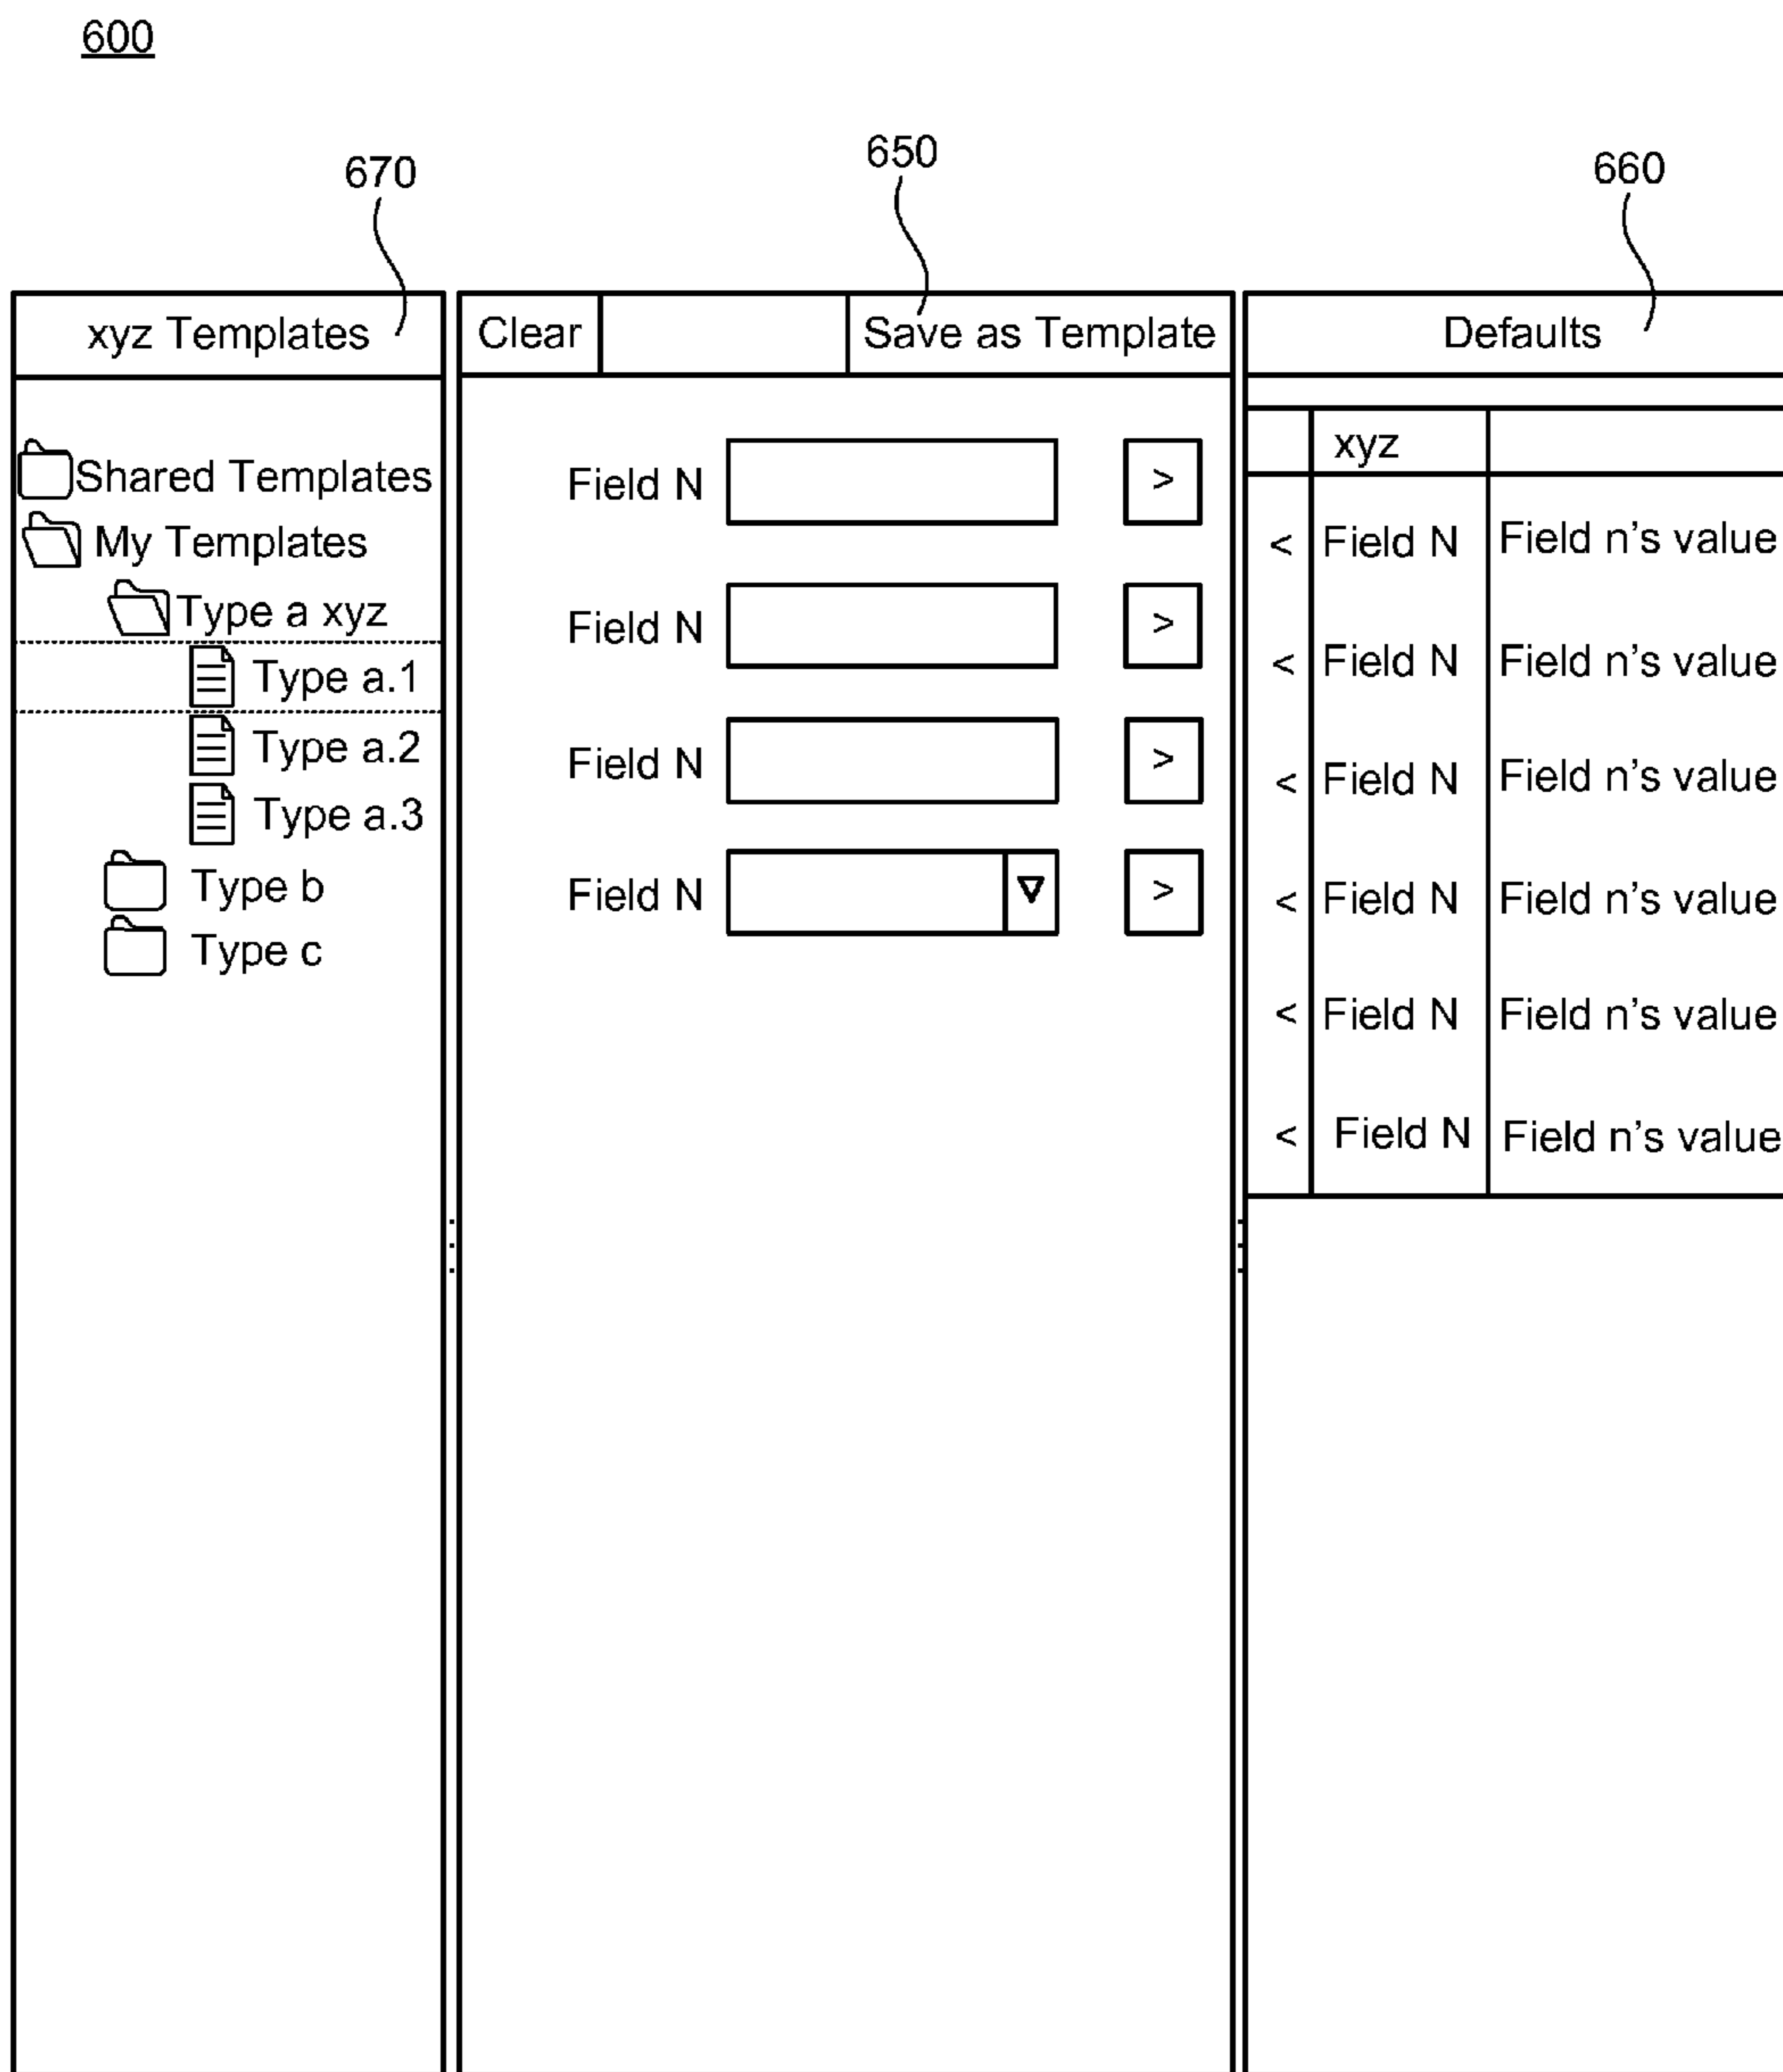 600
670
650
660
xyz Templates
Clear
Save as Template
Defaults
Shared Templates
My Templates
Type a xyz
Type a.1
Type a.2
Type a.3
Type b
Type c
Field N >
Field N >
Field N >
Field N >
xyz
< Field N Field n's value
< Field N Field n's value
< Field N Field n's value
< Field N Field n's value
< Field N Field n's value
< Field N Field n's value